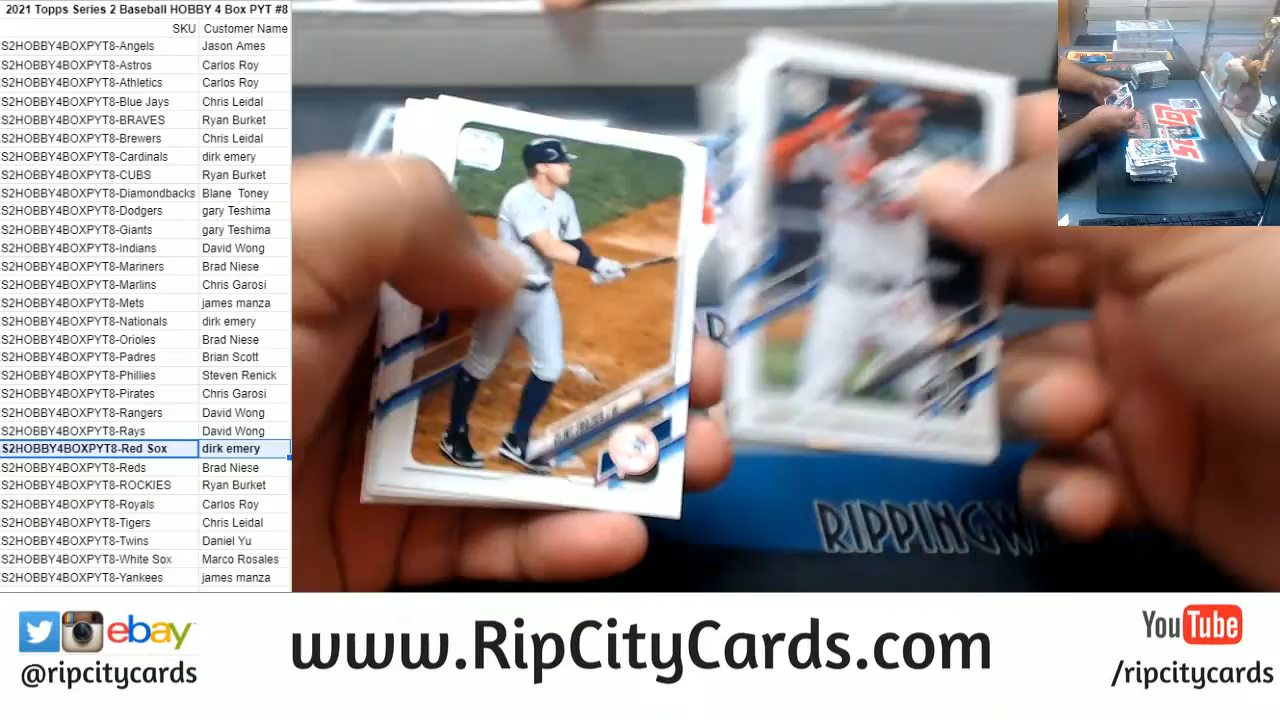 2021 Topps Series 2 Baseball HOBBY 4 Box PYT #8
SKU Customer Name
S2HOBBY4BOXPYT8-Angels Jason Ames
S2HOBBY4BOXPYT8-Astros Carlos Roy
S2HOBBY4BOXPYT8-Athletics Carlos Roy
S2HOBBY4BOXPYT8-Blue Jays Chris Leidal
S2HOBBY4BOXPYT8-BRAVES Ryan Burket
S2HOBBY4BOXPYT8-Brewers Chris Leidal
S2HOBBY4BOXPYT8-Cardinals dirk emery
S2HOBBY4BOXPYT8-CUBS Ryan Burket
S2HOBBY4BOXPYT8-Diamondbacks Blane Toney
S2HOBBY4BOXPYT8-Dodgers gary Teshima
S2HOBBY4BOXPYT8-Giants gary Teshima
S2HOBBY4BOXPYT8-Indians David Wong
S2HOBBY4BOXPYT8-Mariners Brad Niese
S2HOBBY4BOXPYT8-Marlins Chris Garosi
S2HOBBY4BOXPYT8-Mets james manza
S2HOBBY4BOXPYT8-Nationals dirk emery
S2HOBBY4BOXPYT8-Orioles Brad Niese
S2HOBBY4BOXPYT8-Padres Brian Scott
S2HOBBY4BOXPYT8-Phillies Steven Renick
S2HOBBY4BOXPYT8-Pirates Chris Garosi
S2HOBBY4BOXPYT8-Rangers David Wong
S2HOBBY4BOXPYT8-Rays David Wong
S2HOBBY4BOXPYT8-Red Sox dirk emery
S2HOBBY4BOXPYT8-Reds Brad Niese
S2HOBBY4BOXPYT8-ROCKIES Ryan Burket
S2HOBBY4BOXPYT8-Royals Carlos Roy
S2HOBBY4BOXPYT8-Tigers Chris Leidal
S2HOBBY4BOXPYT8-Twins Daniel Yu
S2HOBBY4BOXPYT8-White Sox Marco Rosales
S2HOBBY4BOXPYT8-Yankees james manza
topps
RIPPINGW
ebay
@ripcitycards
www.RipCityCards.com
YouTube
/ripcitycards